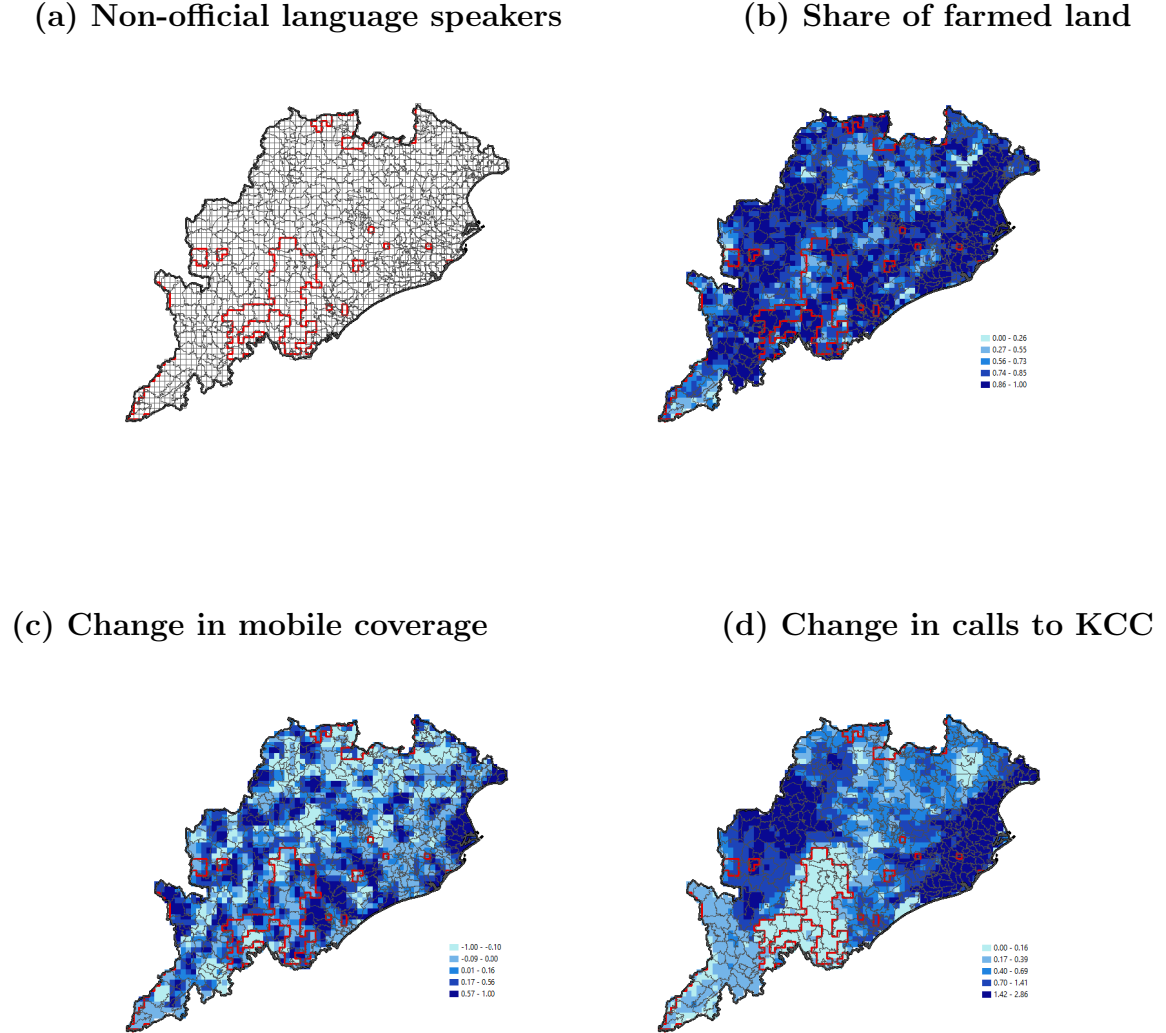 (a) Non-official language speakers
(b) Share of farmed land
0.00 - 0.26
0.27 - 0.55
0.56 - 0.73
0.74 - 0.85
0.86 - 1.00
(c) Change in mobile coverage
(d) Change in calls to KCC
-1.00 - -0.10
-0.09 - 0.00
0.01 - 0.16
0.17 - 0.56
0.57 - 1.00
0.00 - 0.16
0.17 - 0.39
0.40 - 0.69
0.70 - 1.41
1.42 - 2.86